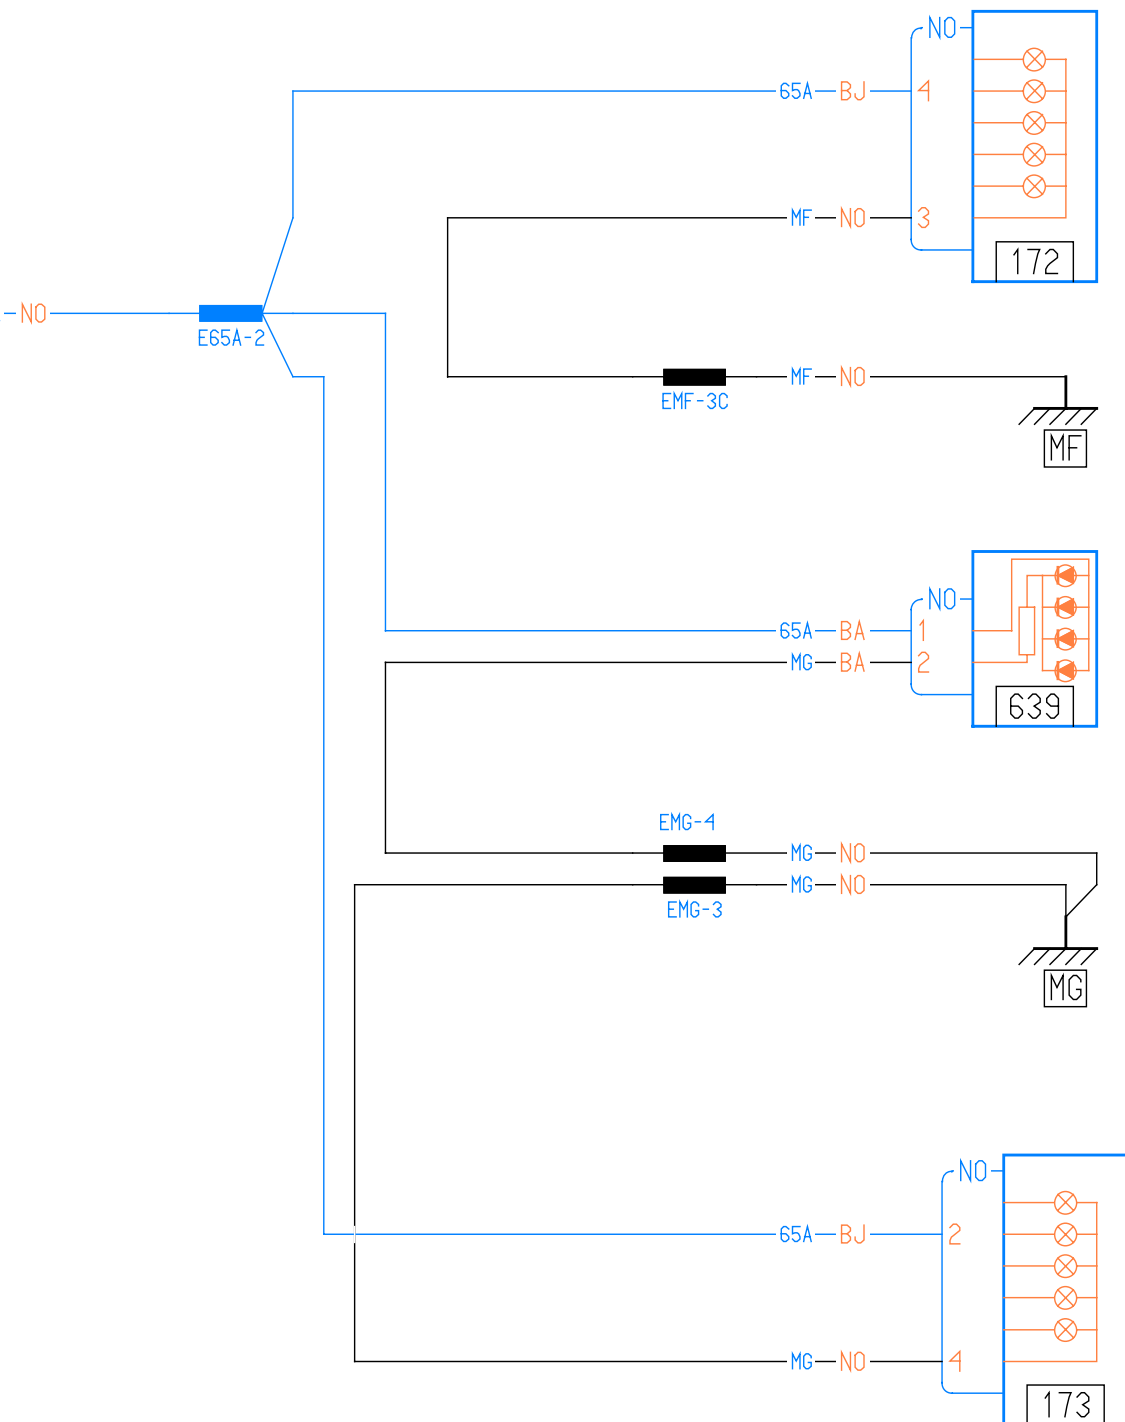 NO
65A BJ 4
MF NO 3
172
NO
E65A-2
MF NO
EMF-3C
MF
NO
65A BA 1
MG BA 2
639
EMG-4
MG NO
MG NO
EMG-3
MG
NO
65A BJ 2
MG NO 4
173